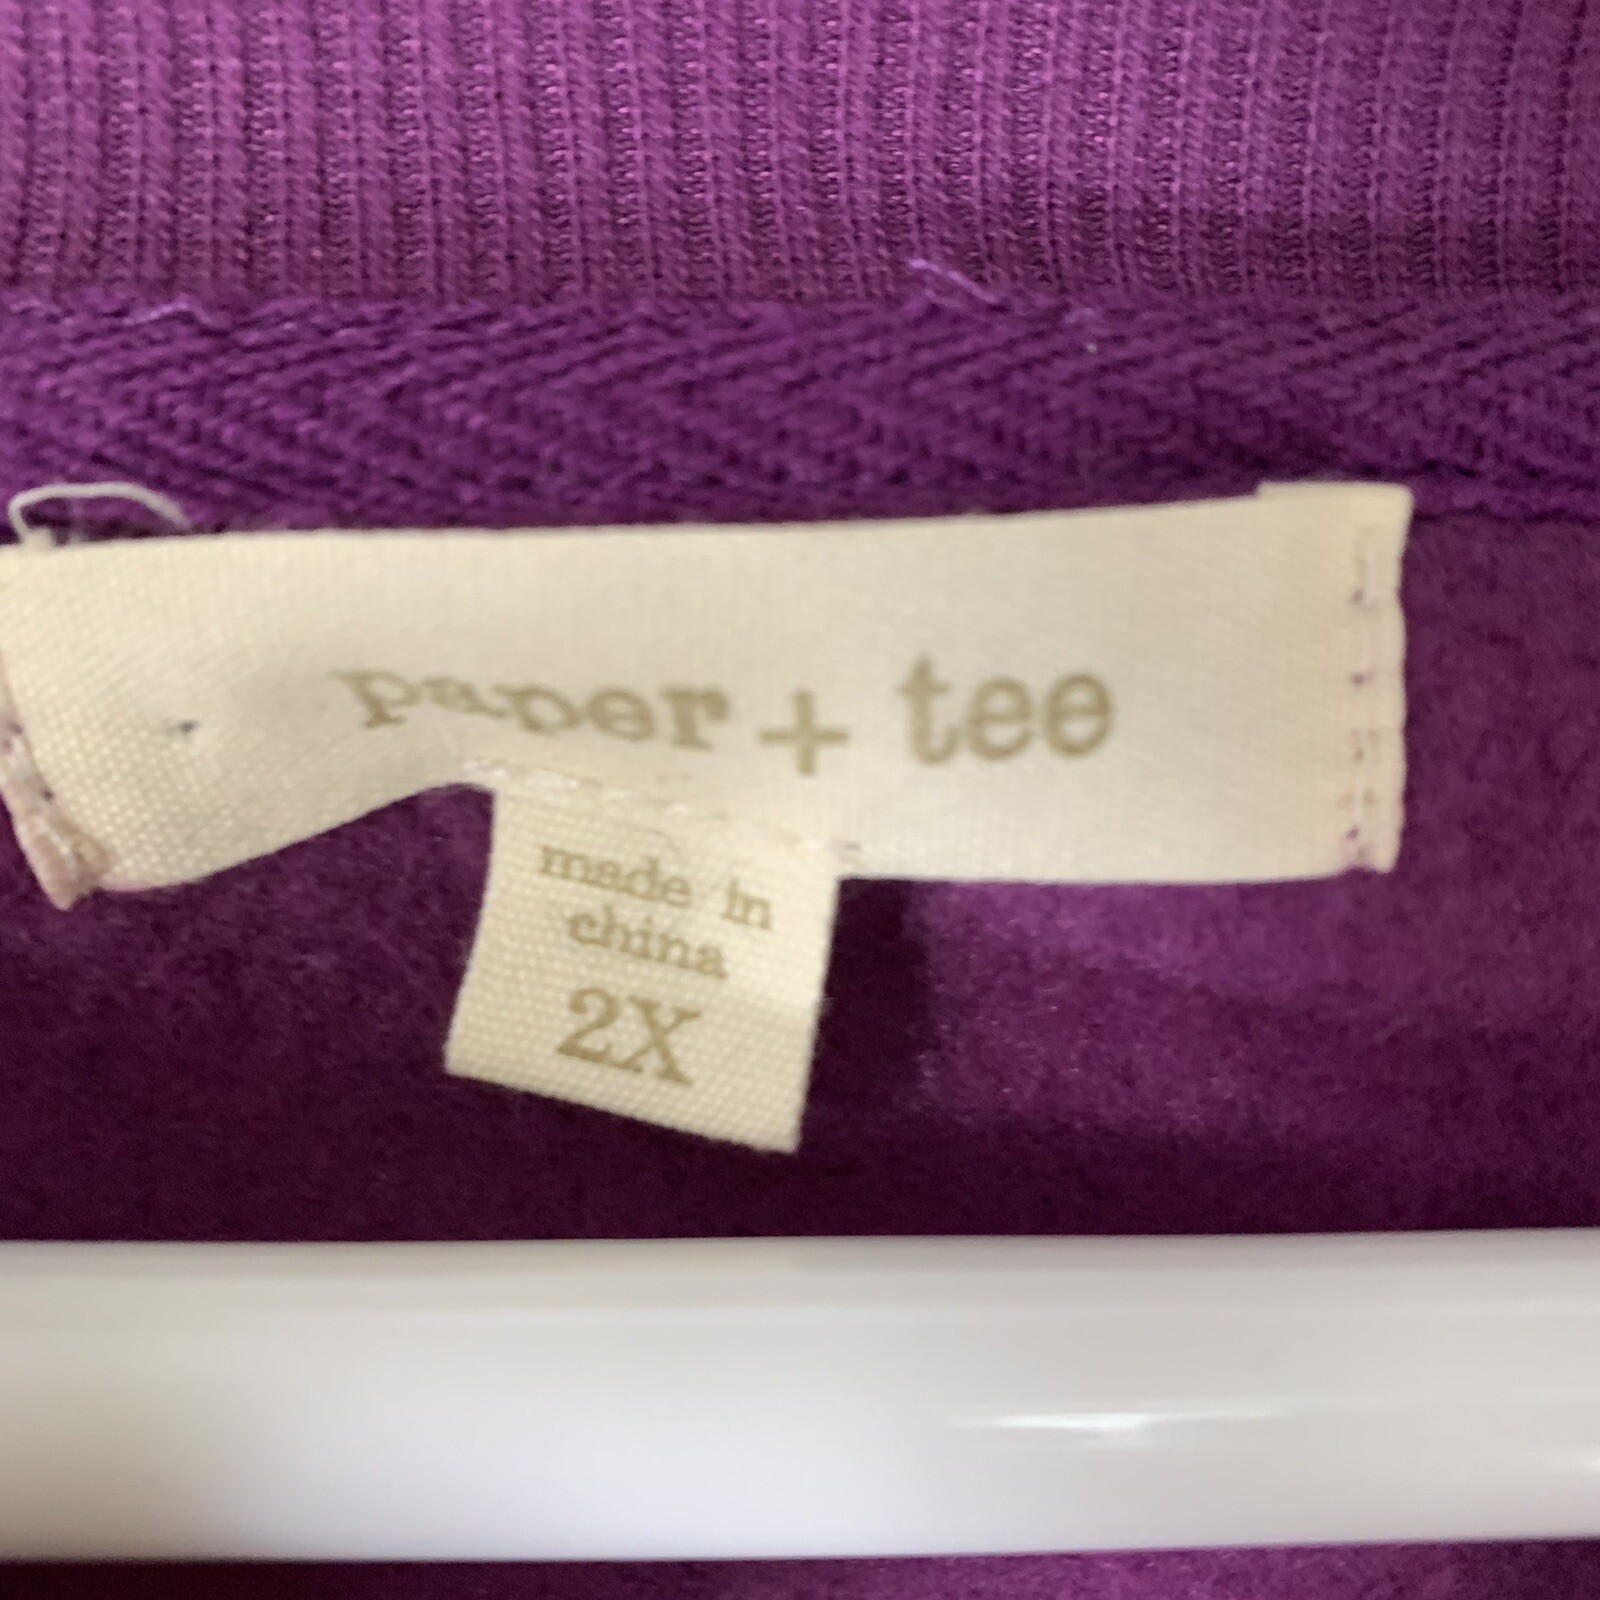 paper + tee
made in
china
2X